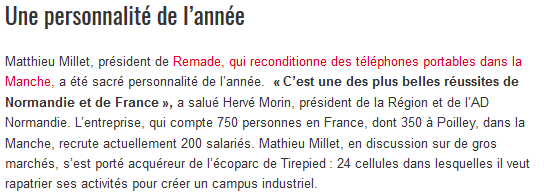 Une personnalité de l'année
Matthieu Millet, président de Remade, qui reconditionne des téléphones portables dans la
Manche, a été sacré personnalité de l'année.  « C'est une des plus belles réussites de
Normandie et de France », a salué Hervé Morin, président de la Région et de l'AD
Normandie. L'entreprise, qui compte 750 personnes en France, dont 350 à Poilley, dans la
Manche, recrute actuellement 200 salariés. Mathieu Millet, en discussion sur de gros
marchés, s'est porté acquéreur de l'écoparc de Tirepied : 24 cellules dans lesquelles il veut
rapatrier ses activités pour créer un campus industriel.